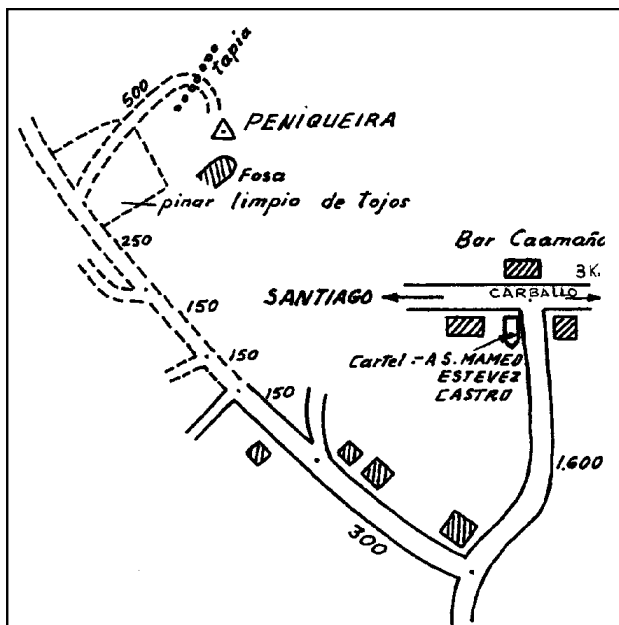 tapia
500
PENIQUEIRA
Fosa
pinar limpio de tojos
250
Bar Caamaño
3K.
SANTIAGO
CARBALLO
150
Cartel :- A S. MAMED
ESTEVEZ
CASTRO
150
150
1.600
300